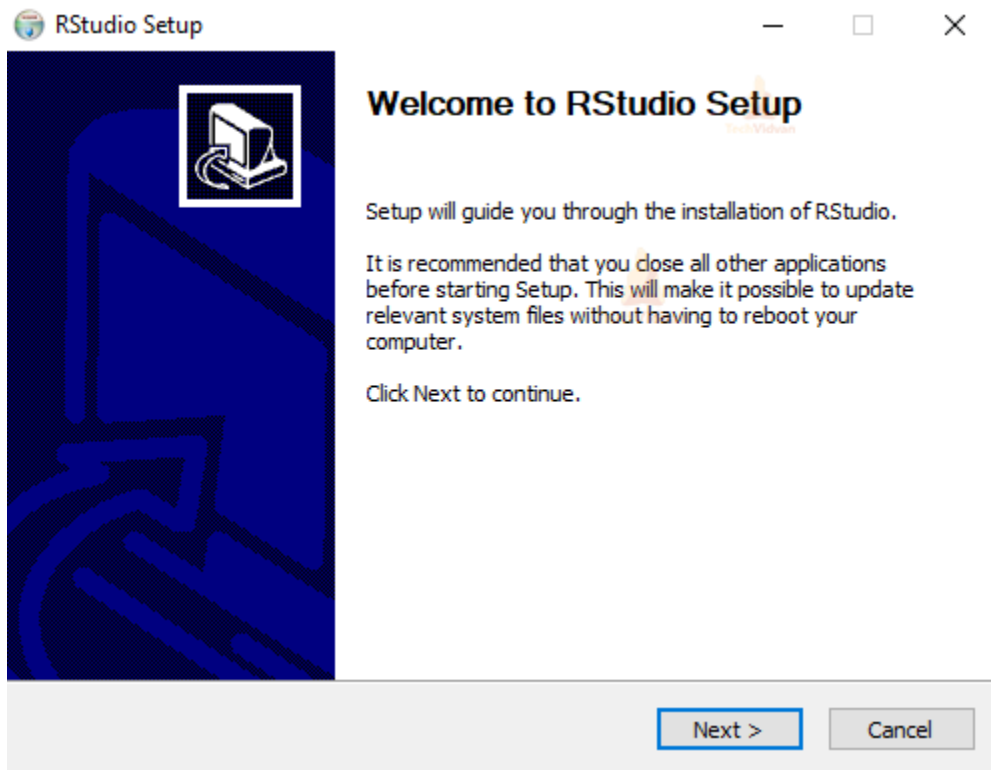 RStudio Setup
Welcome to RStudio Setup
TechVidvan
Setup will guide you through the installation of RStudio.
It is recommended that you close all other applications
before starting Setup. This will make it possible to update
relevant system files without having to reboot your
computer.
Click Next to continue.
Next >
Cancel